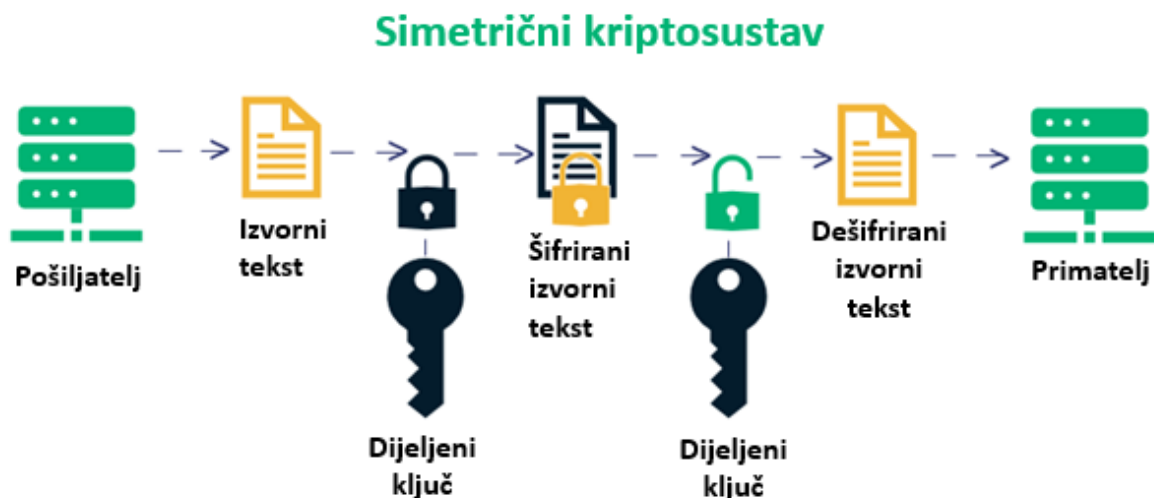 Simetrični kriptosustav
Pošiljatelj
Izvorni
tekst
Dijeljeni
ključ
Šifrirani
izvorni
tekst
Dijeljeni
ključ
Dešifrirani
izvorni
tekst
Primatelj